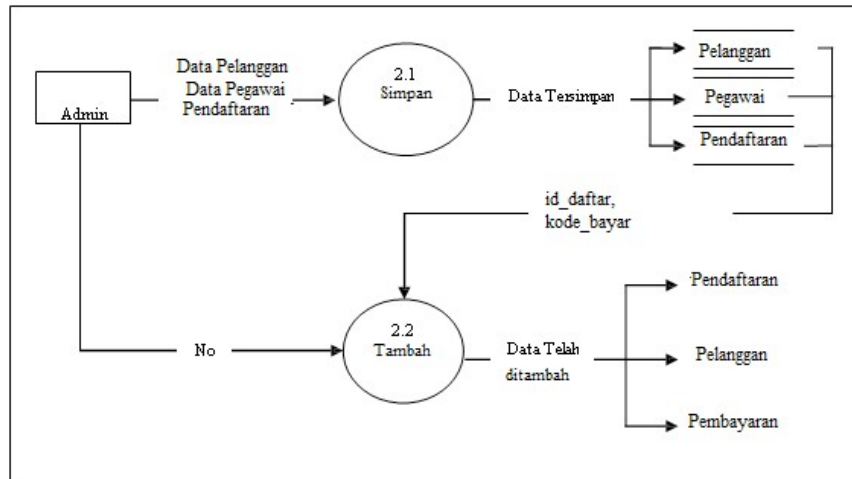 Admin
Data Pelanggan
Data Pegawai
Pendaftaran
2.1
Simpan
Data Tersimpan
Pelanggan
Pegawai
Pendaftaran
id_daftar,
kode_bayar
No
2.2
Tambah
Data Telah
ditambah
Pendaftaran
Pelanggan
Pembayaran